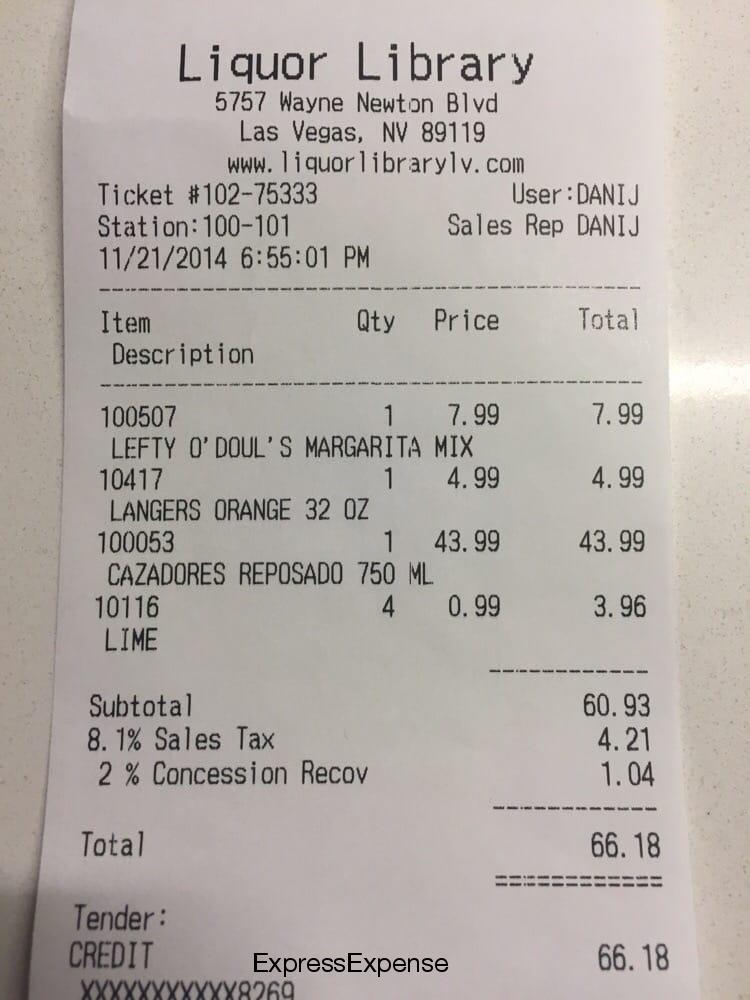 Liquor Library
5757 Wayne Newton Blvd
Las Vegas, NV 89119
www.liquorlibrarylv.com
Ticket #102-75333 User:DANIJ
Station:100-101 Sales Rep DANIJ
11/21/2014 6:55:01 PM
Item Qty Price Total
Description
100507 1 7.99 7.99
LEFTY O'DOUL'S MARGARITA MIX
10417 1 4.99 4.99
LANGERS ORANGE 32 OZ
100053 1 43.99 43.99
CAZADORES REPOSADO 750 ML
10116 4 0.99 3.96
LIME
Subtotal 60.93
8.1% Sales Tax 4.21
2 % Concession Recov 1.04
Total 66.18
Tender:
CREDIT 66.18
ExpressExpense
XXXXXXXXXXX8269